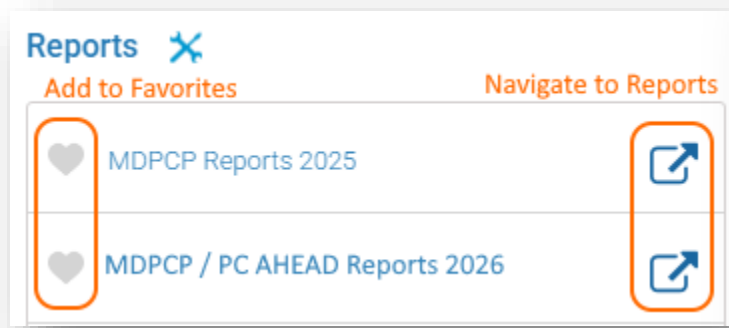 Reports
Add to Favorites
Navigate to Reports
MDPCP Reports 2025
MDPCP / PC AHEAD Reports 2026